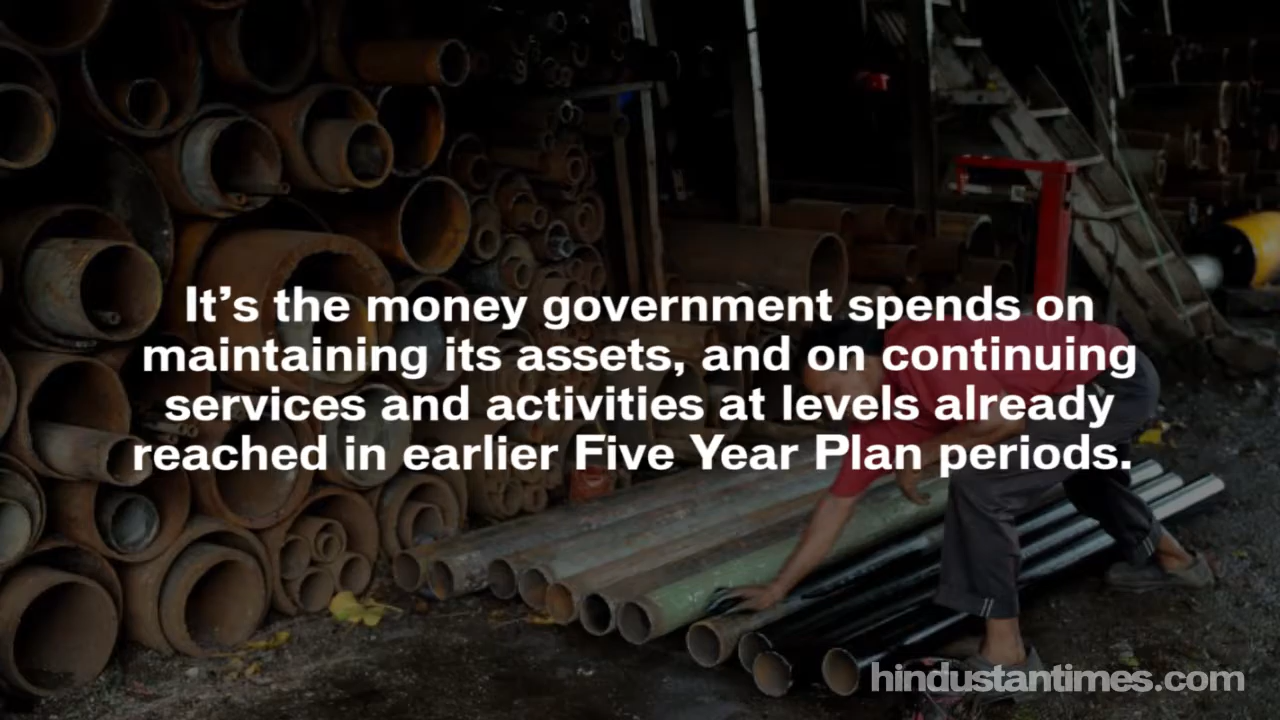 It’s the money government spends on
maintaining its assets, and on continuing
services and activities at levels already
reached in earlier Five Year Plan periods.
hindustantimes.com